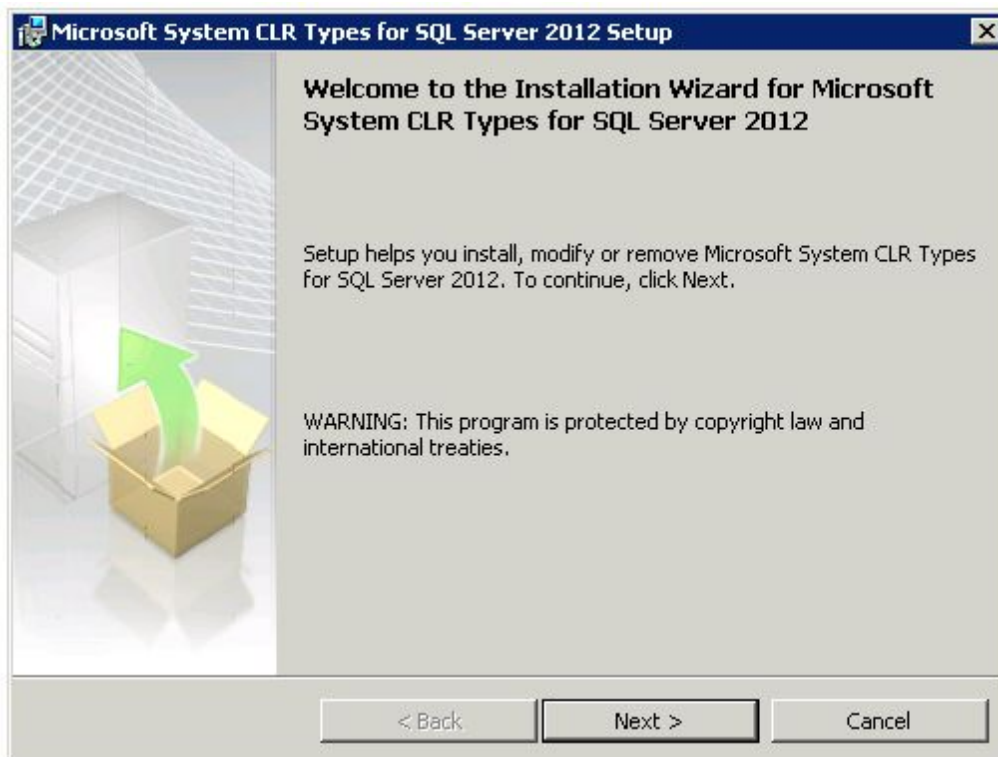 Microsoft System CLR Types for SQL Server 2012 Setup
Welcome to the Installation Wizard for Microsoft
System CLR Types for SQL Server 2012
Setup helps you install, modify or remove Microsoft System CLR Types
for SQL Server 2012. To continue, click Next.
WARNING: This program is protected by copyright law and
international treaties.
< Back
Next >
Cancel